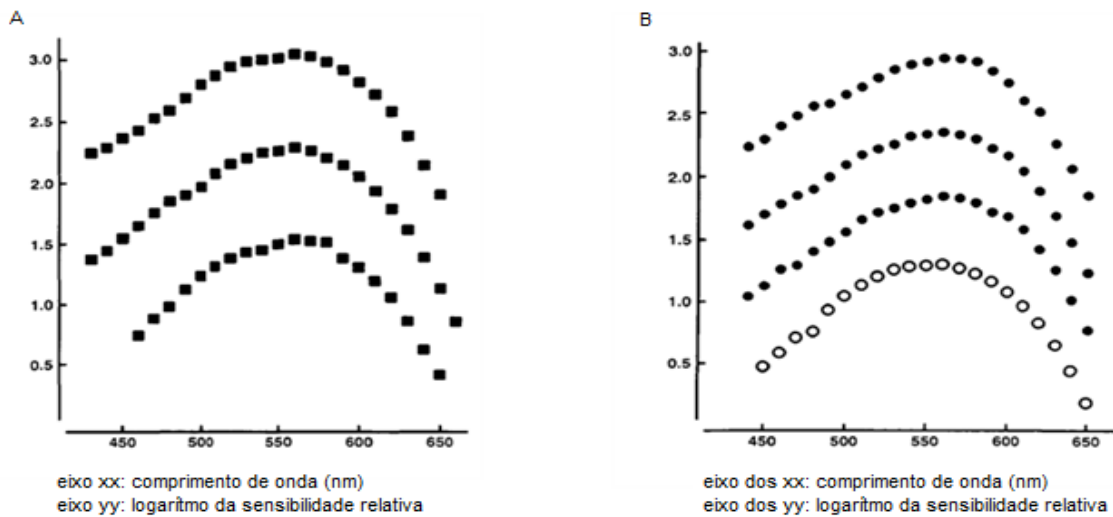 A
3.0
2.5
2.0
1.5
1.0
0.5
450 500 550 600 650
eixo xx: comprimento de onda (nm)
eixo yy: logarítmo da sensibilidade relativa
B
3.0
2.5
2.0
1.5
1.0
0.5
450 500 550 600 650
eixo dos xx: comprimento de onda (nm)
eixo dos yy: logarítmo da sensibilidade relativa